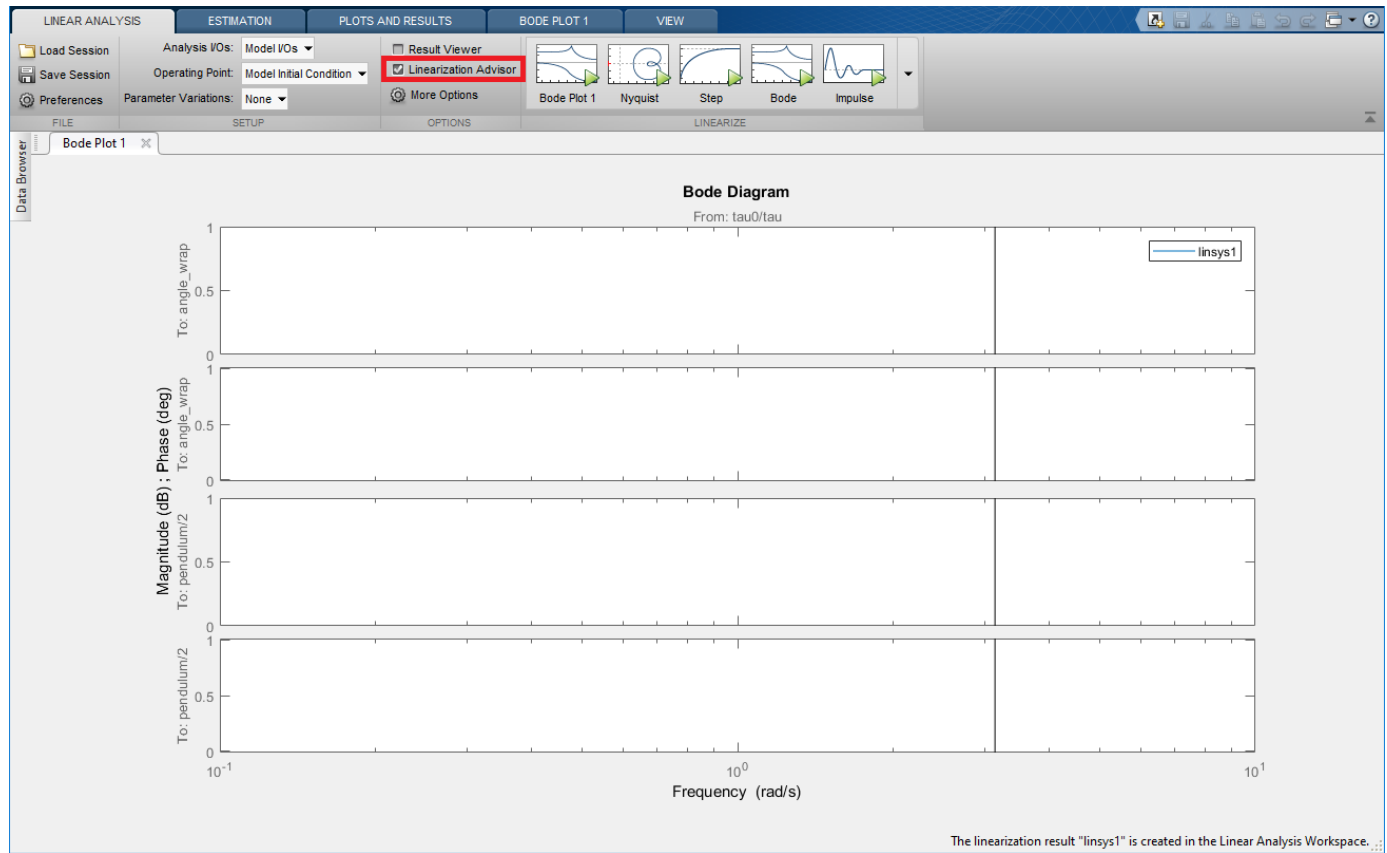 LINEAR ANALYSIS ESTIMATION PLOTS AND RESULTS BODE PLOT 1 VIEW
Load Session Analysis I/Os: Model I/Os Result Viewer
Save Session Operating Point: Model Initial Condition Linearization Advisor
Preferences Parameter Variations: None More Options Bode Plot 1 Nyquist Step Bode Impulse
FILE SETUP OPTIONS LINEARIZE
Data Browser
Bode Plot 1
Bode Diagram
From: tau0/tau
linsys1
Magnitude (dB) ; Phase (deg)
To: angle_wrap
1
0.5
0
To: angle_wrap
1
0.5
0
To: pendulum/2
1
0.5
0
To: pendulum/2
1
0.5
0
10^-1 10^0 10^1
Frequency (rad/s)
The linearization result "linsys1" is created in the Linear Analysis Workspace.